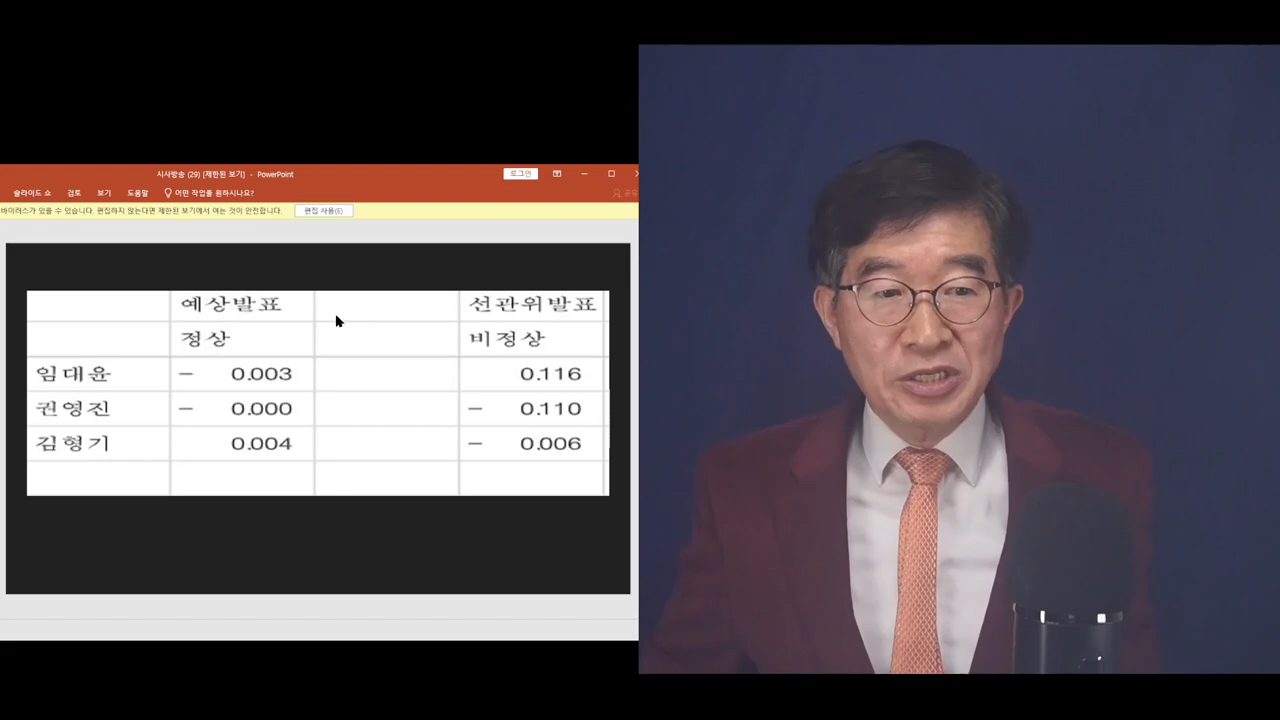 시사방송 (29) [제한된 보기] - PowerPoint
로그인
슬라이드 쇼 검토 보기 도움말 어떤 작업을 원하시나요?
바이러스가 있을 수 있습니다. 편집하지 않는다면 제한된 보기에서 여는 것이 안전합니다. 편집 사용(E)
예상발표 선관위발표
정상 비정상
임대윤 - 0.003 0.116
권영진 - 0.000 - 0.110
김형기 0.004 - 0.006